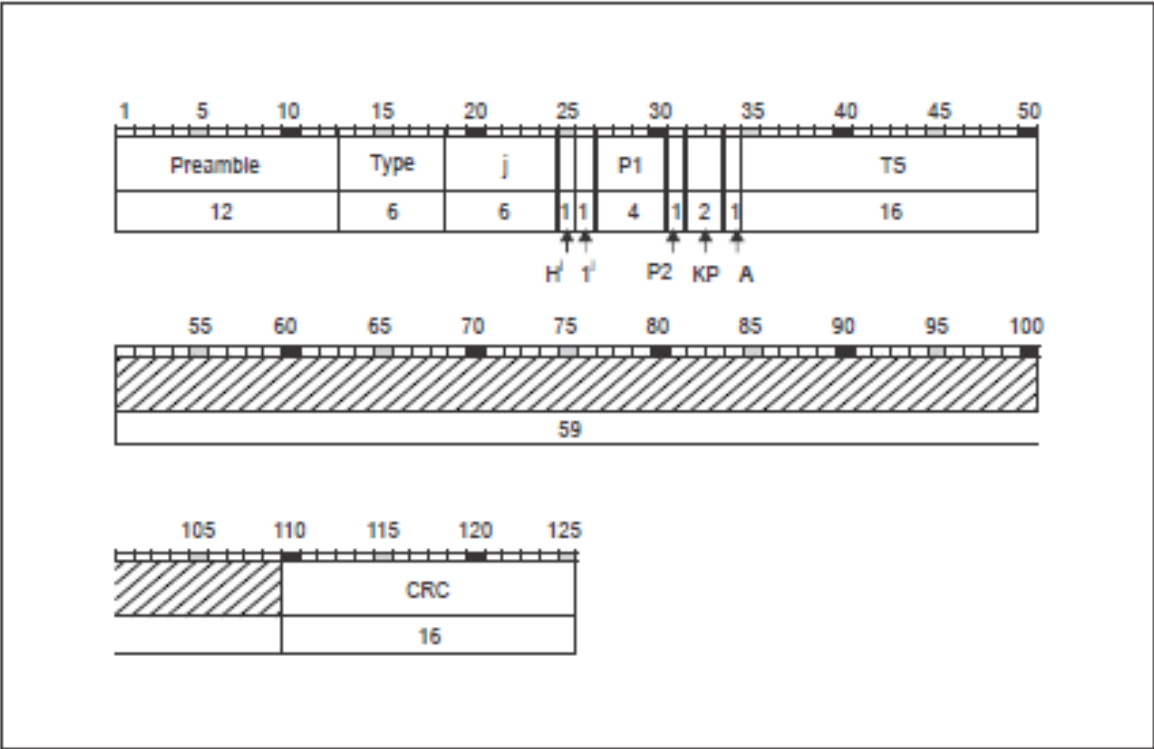 1 5 10 15 20 25 30 35 40 45 50
Preamble Type j P1 TS
12 6 6 1 1 4 1 2 1 16
Hʲ 1ʲ P2 KP A
55 60 65 70 75 80 85 90 95 100
59
105 110 115 120 125
CRC
16